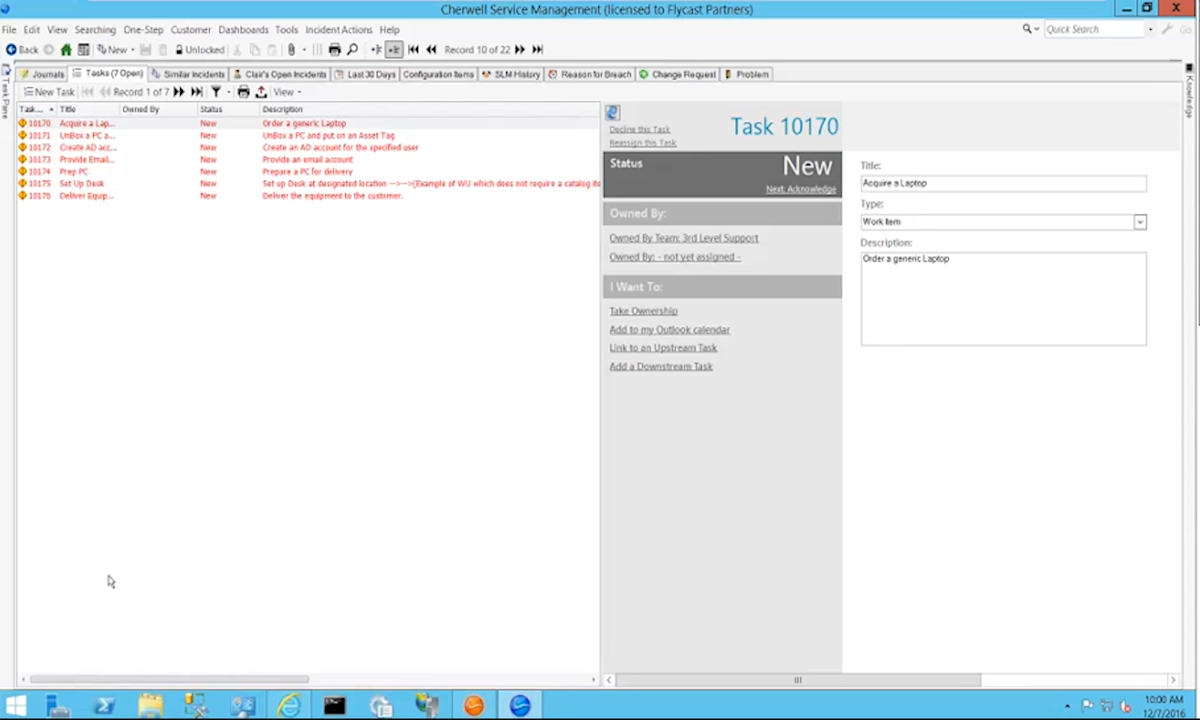 Cherwell Service Management (licensed to Flycast Partners)
File Edit View Searching One-Step Customer Dashboards Tools Incident Actions Help
Quick Search
Back New Unlocked Record 10 of 22 Go
Task Pane
Journals Tasks (7 Open) Similar Incidents Clair's Open Incidents Last 30 Days Configuration Items SLM History Reason for Breach Change Request Problem
Knowledge
New Task Record 1 of 7 View
Task... Title Owned By Status Description
10170 Acquire a Lap... New Order a generic Laptop
10171 UnBox a PC a... New UnBox a PC and put on an Asset Tag
10172 Create AD acc... New Create an AD account for the specified user
10173 Provide Email... New Provide an email account
10174 Prep PC New Prepare a PC for delivery
10175 Set Up Desk New Set up Desk at designated location -->-->(Example of WU which does not require a catalog ite
10176 Deliver Equip... New Deliver the equipment to the customer.
Decline this Task
Reassign this Task
Task 10170
Status
New
Next: Acknowledge
Owned By:
Owned By Team: 3rd Level Support
Owned By: - not yet assigned -
I Want To:
Take Ownership
Add to my Outlook calendar
Link to an Upstream Task
Add a Downstream Task
Title:
Acquire a Laptop
Type:
Work Item
Description:
Order a generic Laptop
10:00 AM
12/7/2016